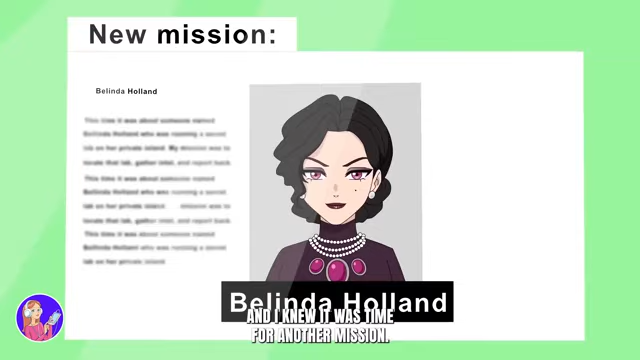 New mission:
Belinda Holland
This time it was about someone named
Belinda Holland who was running a secret
lab on her private island. My mission was to
locate that lab, gather intel, and report back.
This time it was about someone named
Belinda Holland who was running a secret
lab on her private island. mission was to
locate that lab, gather intel, and report back.
This time it was about someone named
Belinda Holland who was running a secret
lab on her private island
Belinda Holland
AND I KNEW IT WAS TIME
FOR ANOTHER MISSION.